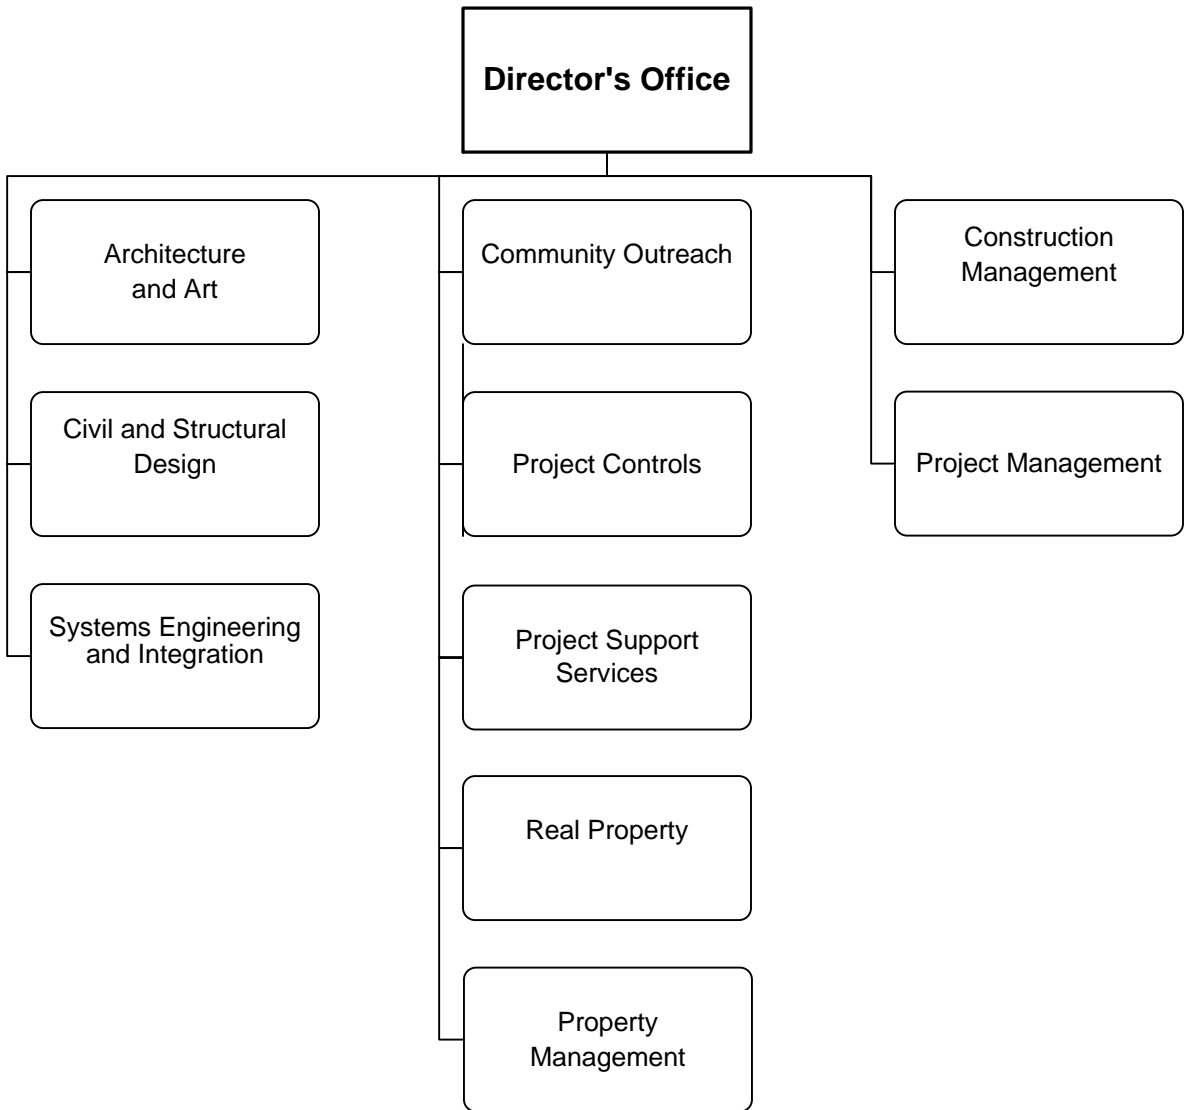 Director's Office
Architecture
and Art
Civil and Structural
Design
Systems Engineering
and Integration
Community Outreach
Project Controls
Project Support
Services
Real Property
Property
Management
Construction
Management
Project Management